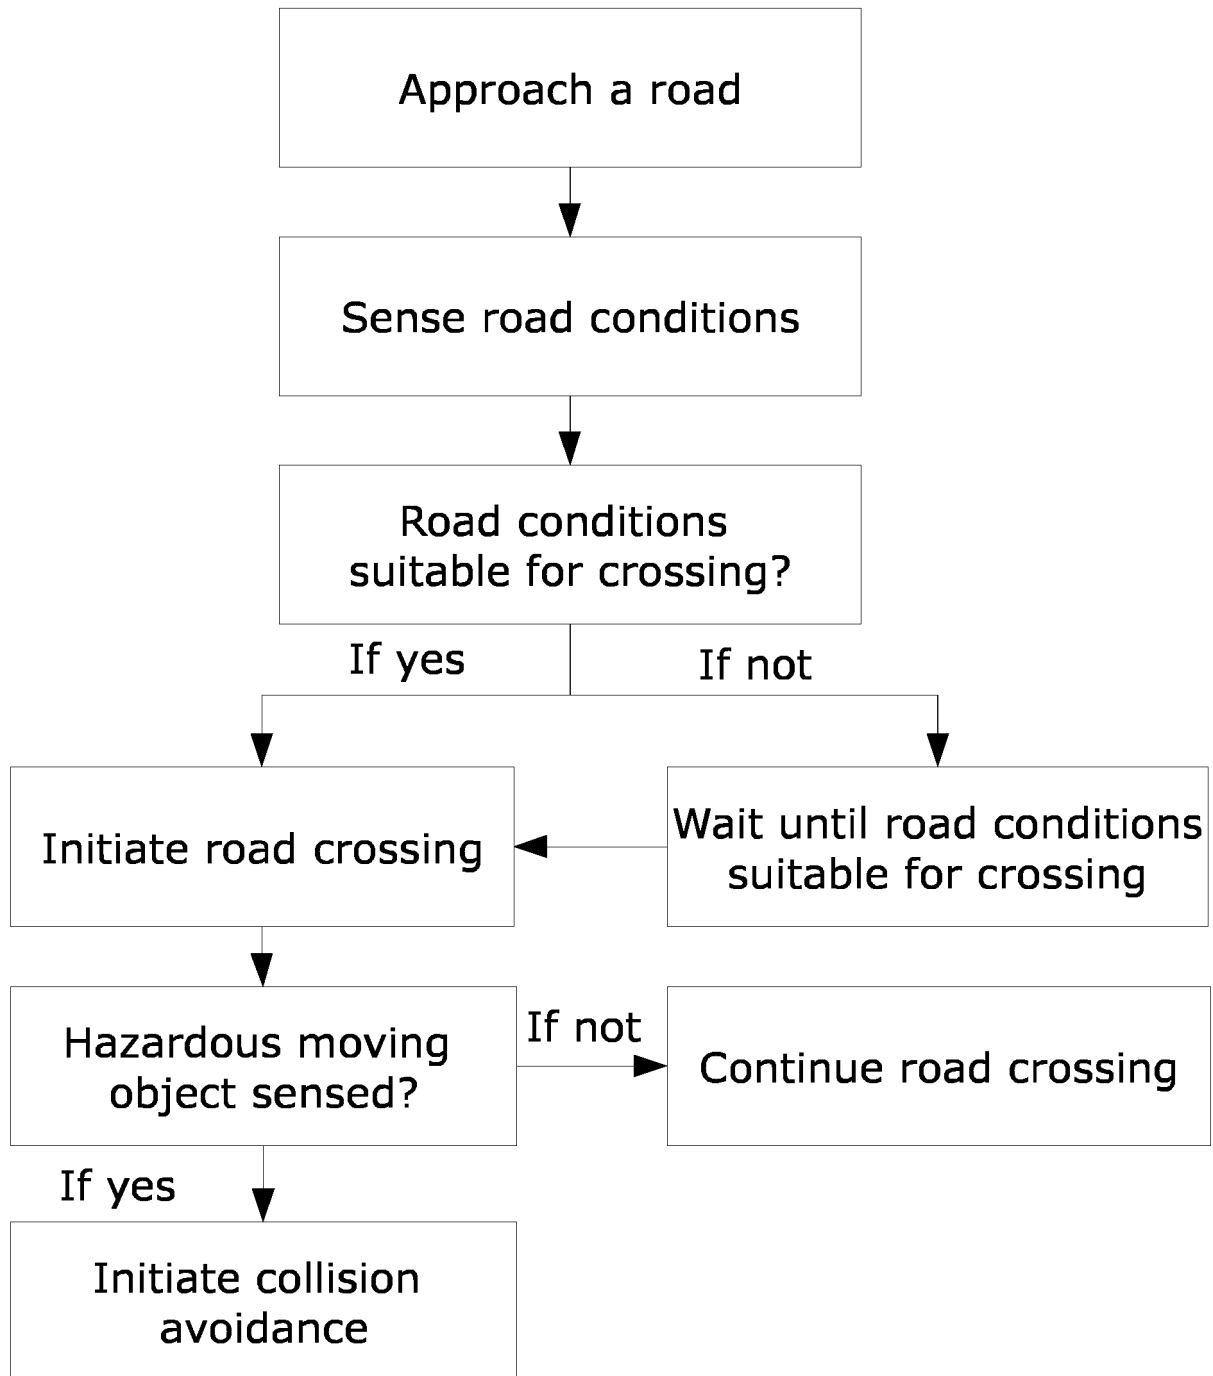 Approach a road
Sense road conditions
Road conditions
suitable for crossing?
If yes
If not
Initiate road crossing
Wait until road conditions
suitable for crossing
Hazardous moving
object sensed?
If not
Continue road crossing
If yes
Initiate collision
avoidance